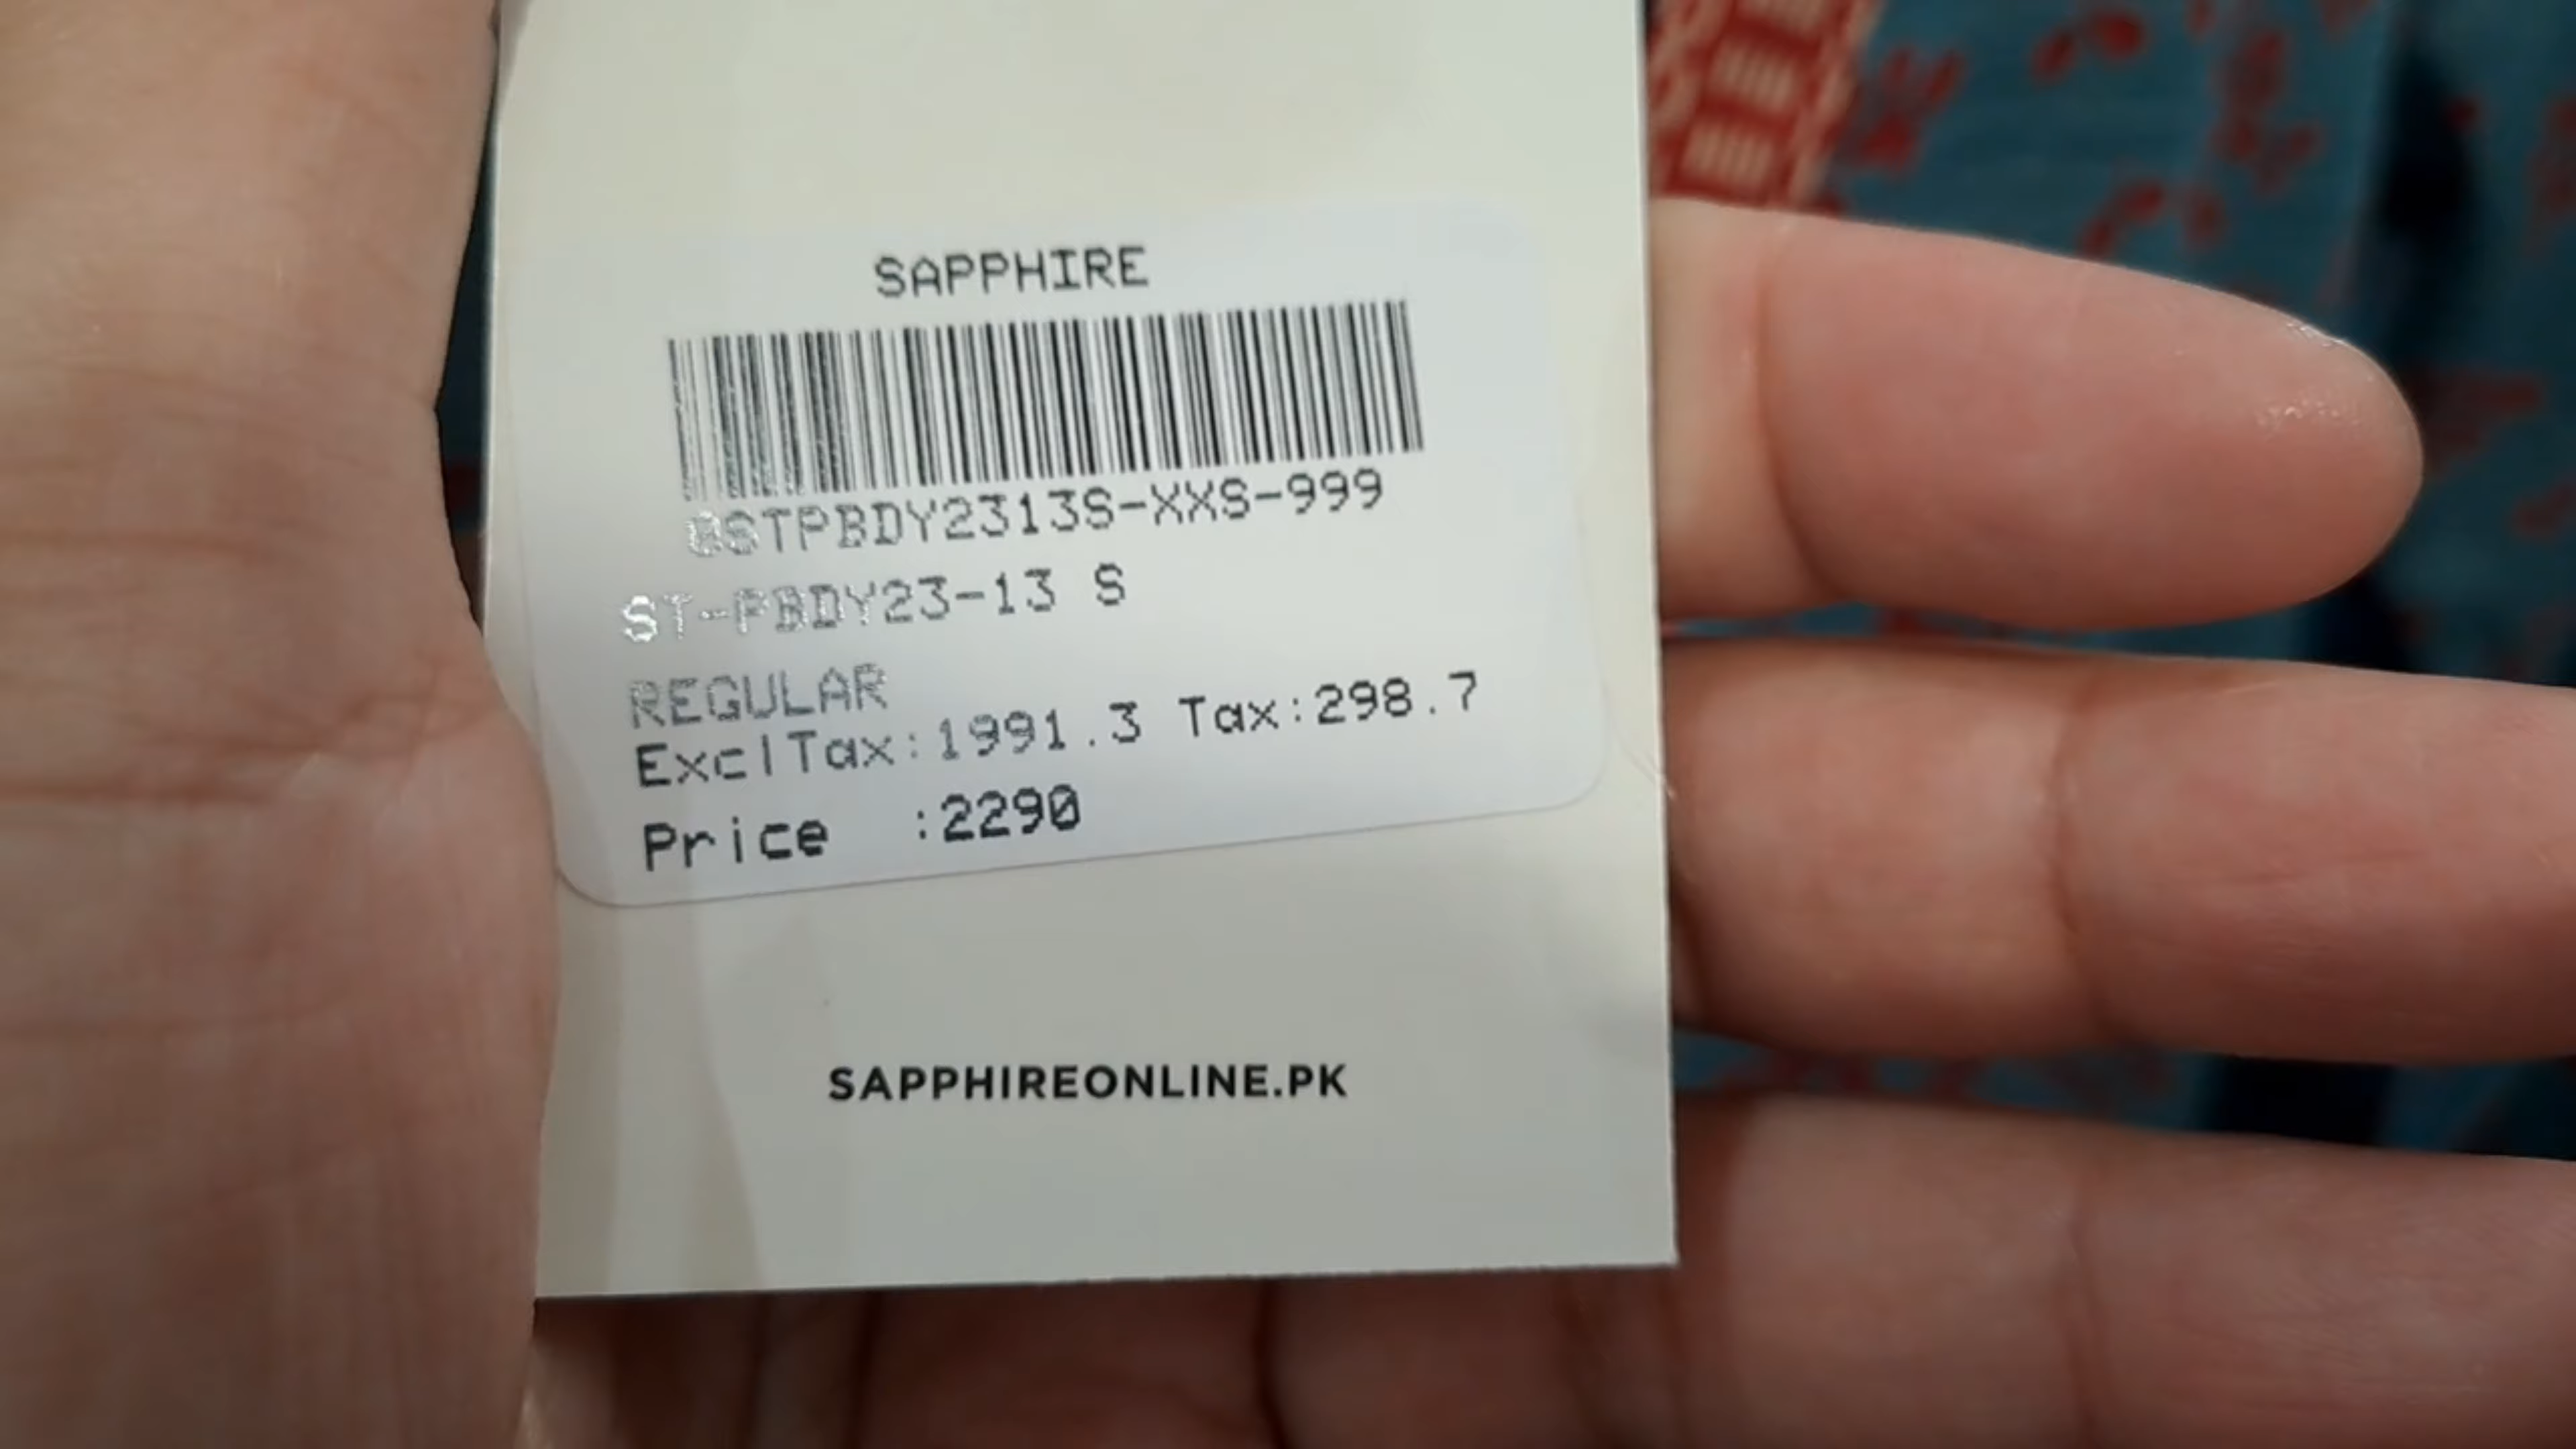 SAPPHIRE
0STPBDY2313S-XXS-999
ST-PBDY23-13 S
REGULAR
ExclTax:1991.3 Tax:298.7
Price :2290
SAPPHIREONLINE.PK